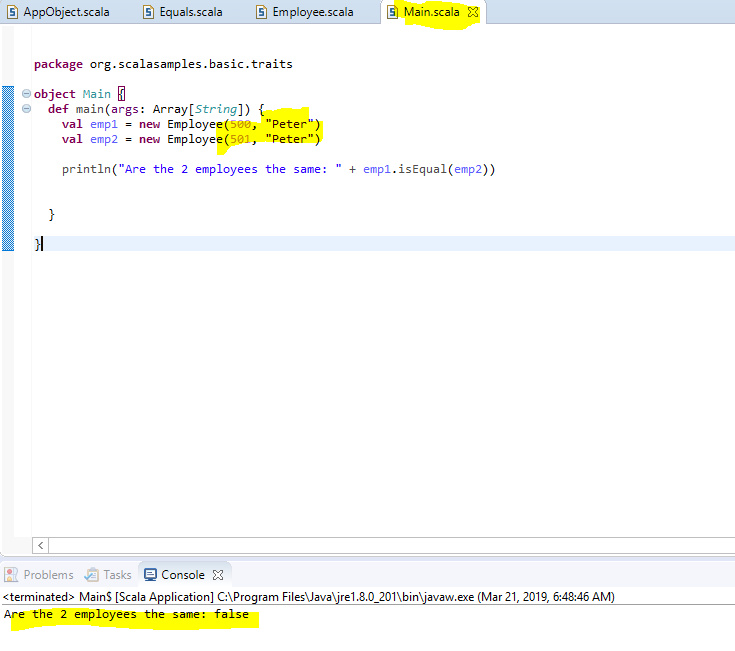 AppObject.scala Equals.scala Employee.scala Main.scala
package org.scalasamples.basic.traits
object Main {
def main(args: Array[String]) {
val emp1 = new Employee(500, "Peter")
val emp2 = new Employee(501, "Peter")
println("Are the 2 employees the same: " + emp1.isEqual(emp2))
}
}
Problems Tasks Console
<terminated> Main$ [Scala Application] C:\Program Files\Java\jre1.8.0_201\bin\javaw.exe (Mar 21, 2019, 6:48:46 AM)
Are the 2 employees the same: false